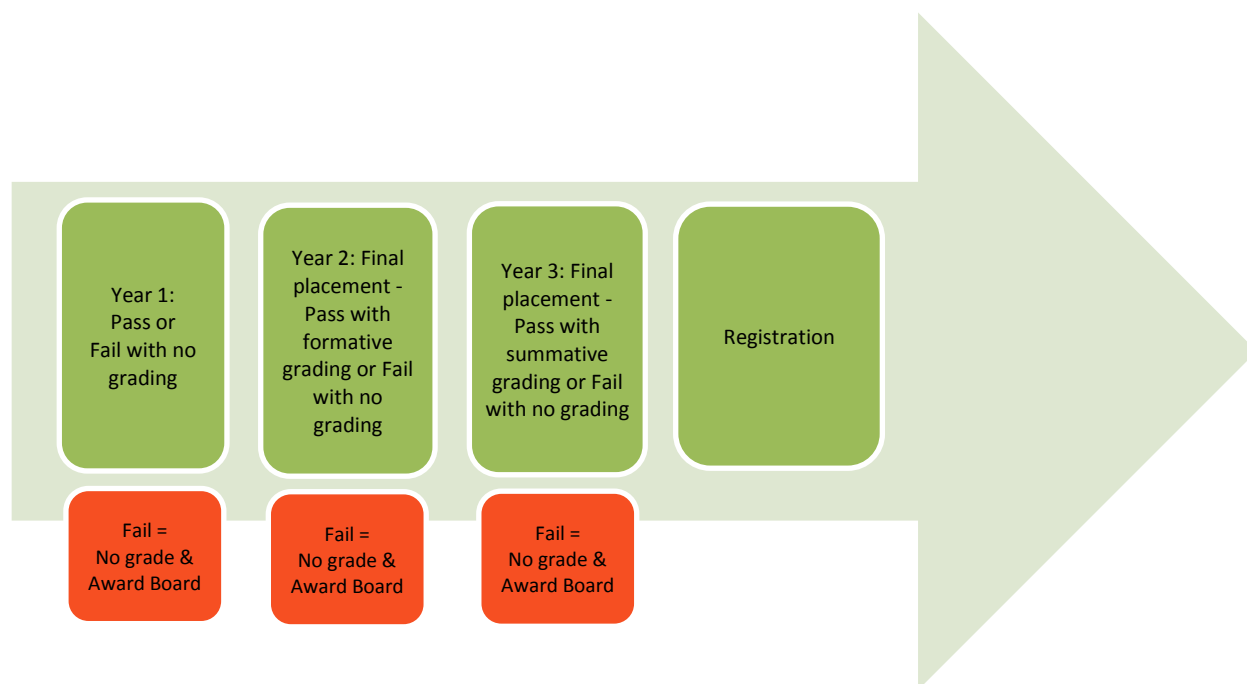 Year 1:
Pass or
Fail with no
grading
Year 2: Final
placement -
Pass with
formative
grading or Fail
with no
grading
Year 3: Final
placement -
Pass with
summative
grading or Fail
with no grading
Registration
Fail =
No grade &
Award Board
Fail =
No grade &
Award Board
Fail =
No grade &
Award Board